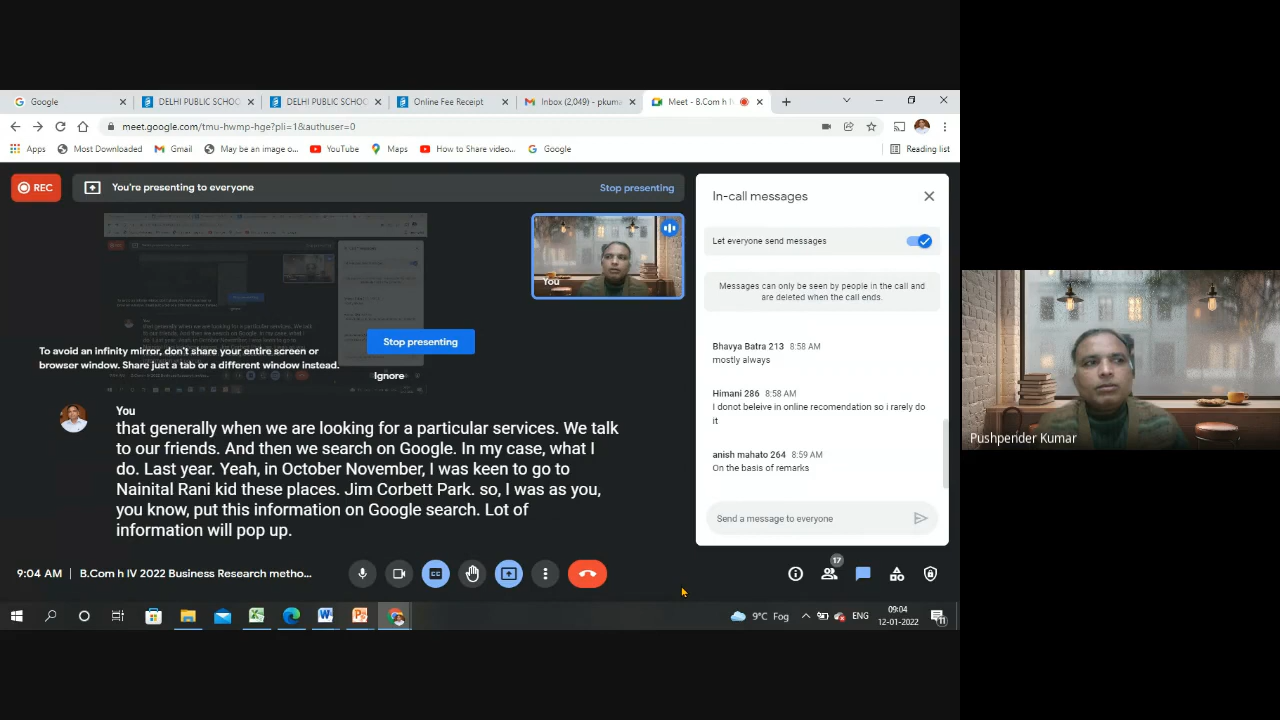 Google
DELHI PUBLIC SCHOO
DELHI PUBLIC SCHOO
Online Fee Receipt
Inbox (2,049) - pkuma
Meet - B.Com h I
meet.google.com/tmu-hwmp-hge?pli=1&authuser=0
Apps
Most Downloaded
Gmail
May be an image o...
YouTube
Maps
How to Share video...
Google
Reading list
REC
You're presenting to everyone
Stop presenting
You
Stop presenting
To avoid an infinity mirror, don't share your entire screen or
browser window. Share just a tab or a different window instead.
Ignore
You
that generally when we are looking for a particular services. We talk
to our friends. And then we search on Google. In my case, what I
do. Last year. Yeah, in October November, I was keen to go to
Nainital Rani kid these places. Jim Corbett Park. so, I was as you,
you know, put this information on Google search. Lot of
information will pop up.
In-call messages
Let everyone send messages
Messages can only be seen by people in the call and
are deleted when the call ends.
Bhavya Batra 213 8:58 AM
mostly always
Himani 286 8:58 AM
I donot beleive in online recomendation so i rarely do
it
anish mahato 264 8:59 AM
On the basis of remarks
Send a message to everyone
9:04 AM | B.Com h IV 2022 Business Research metho...
CC
17
9°C Fog
ENG
09:04
12-01-2022
11
Pushpender Kumar